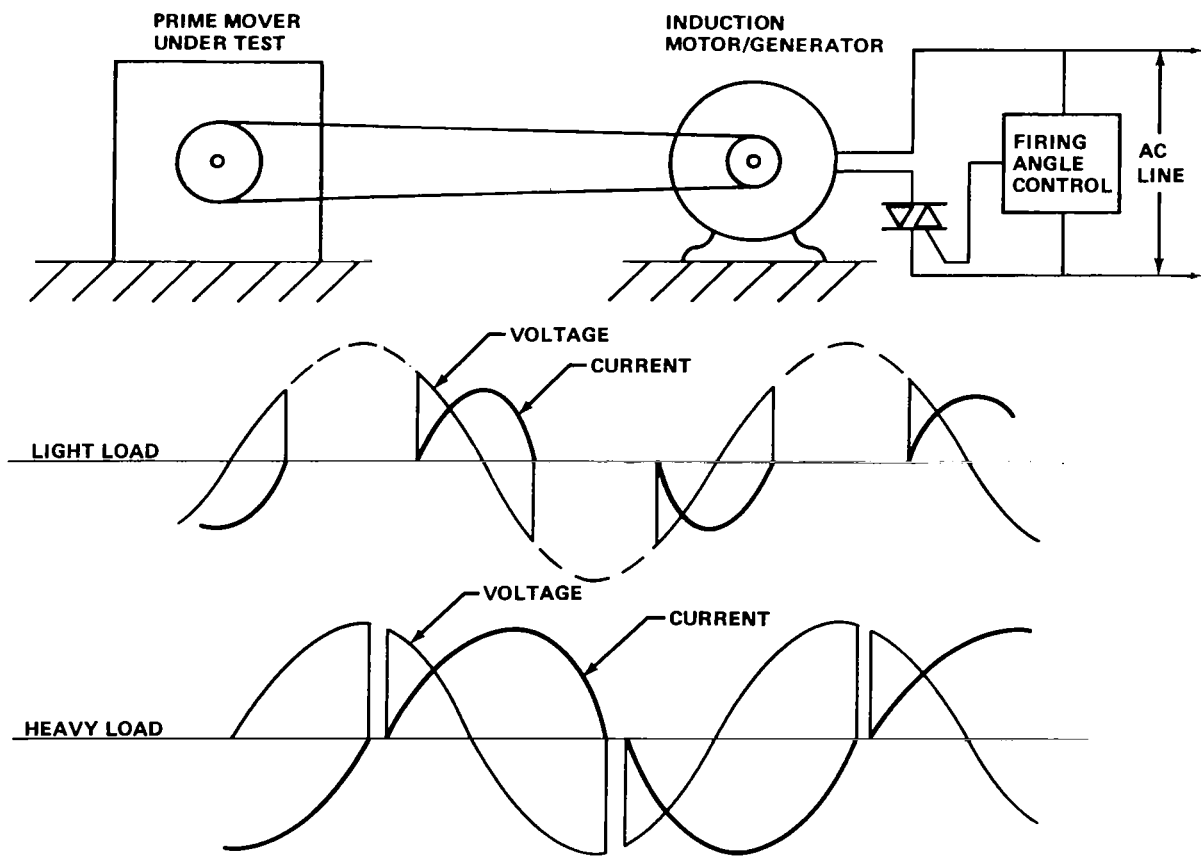 PRIME MOVER
UNDER TEST
INDUCTION
MOTOR/GENERATOR
FIRING
ANGLE
CONTROL
AC
LINE
VOLTAGE
CURRENT
LIGHT LOAD
VOLTAGE
CURRENT
HEAVY LOAD